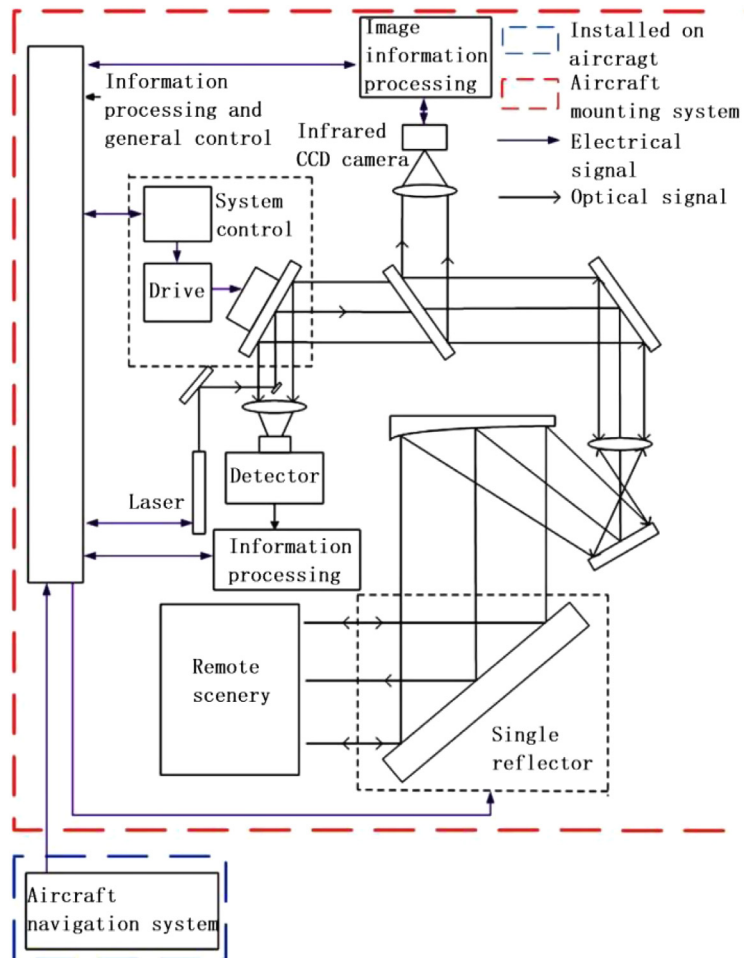 Image
information
processing
Installed on
aircragt
Aircraft
mounting system
Electrical
signal
Optical signal
Information
processing and
general control
Infrared
CCD camera
System
control
Drive
Detector
Laser
Information
processing
Remote
scenery
Single
reflector
Aircraft
navigation system